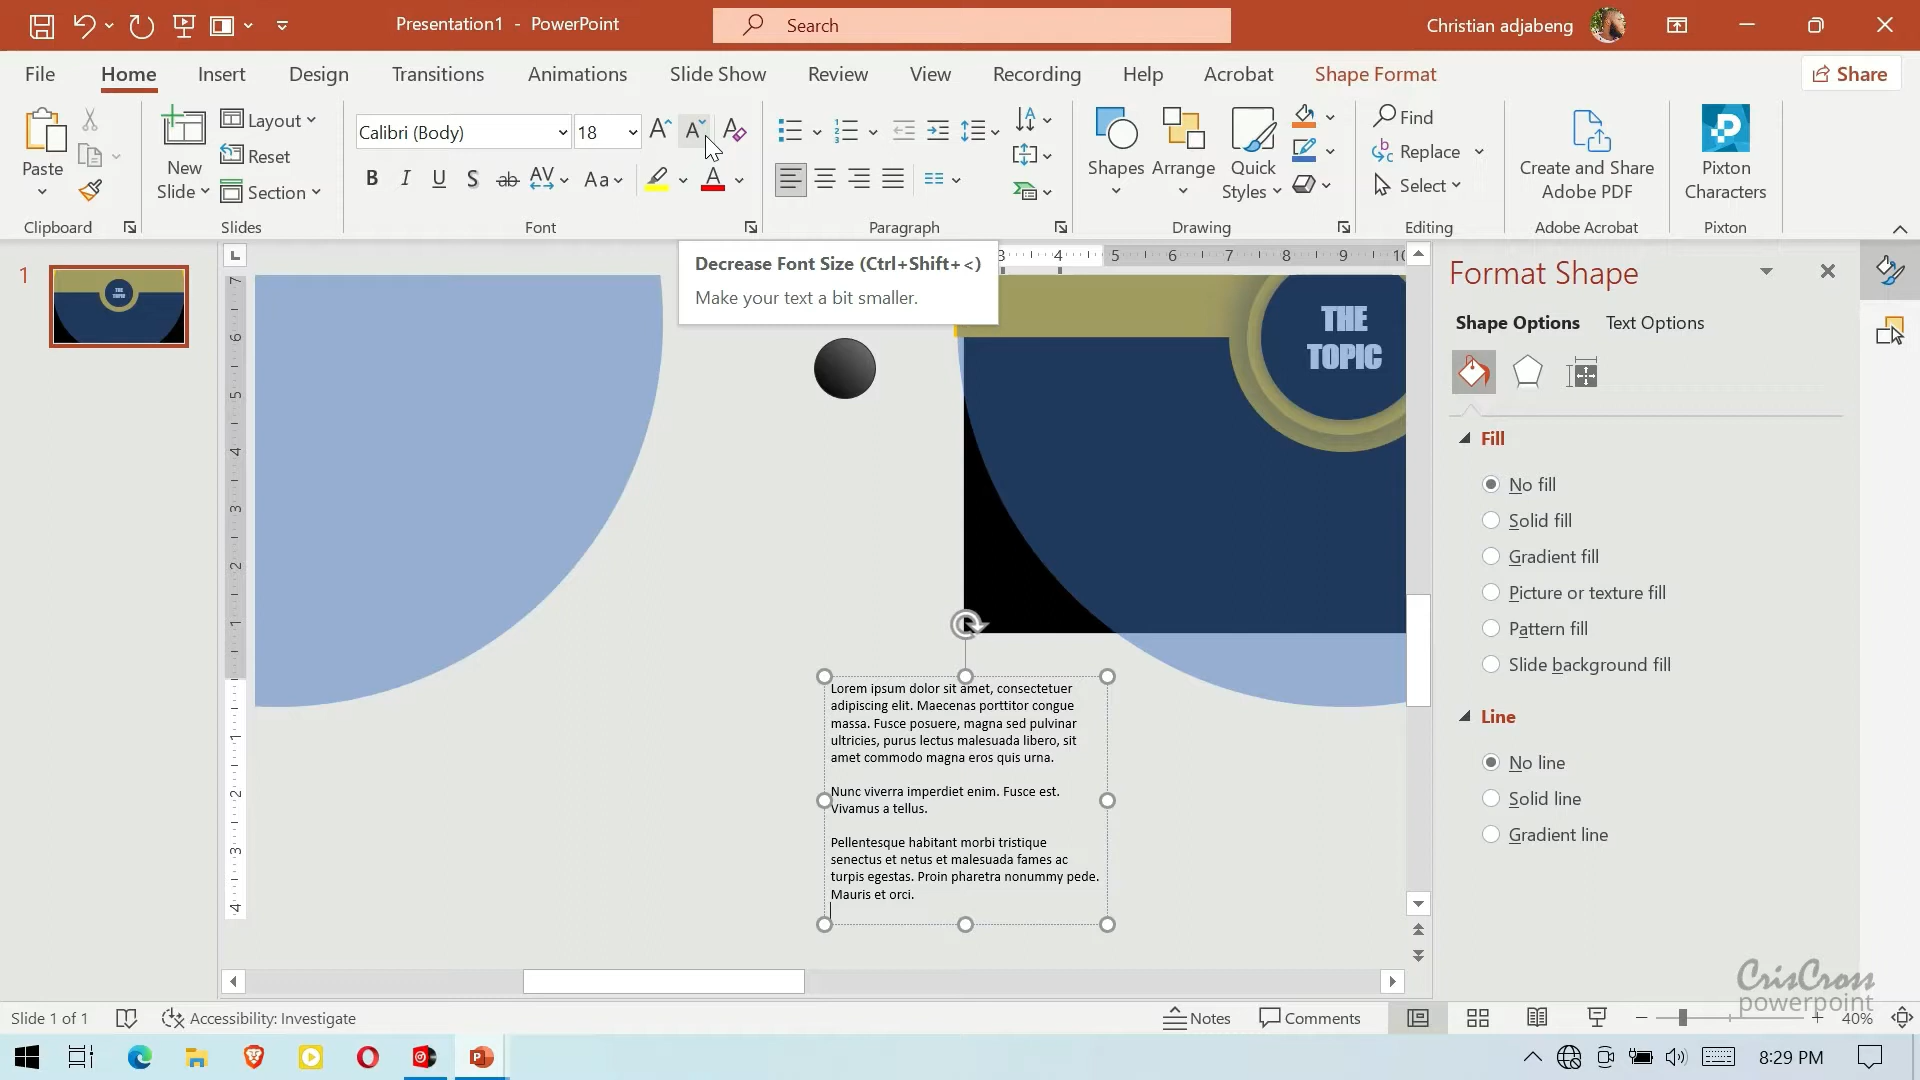 Presentation1 - PowerPoint
Search
Christian adjabeng
File Home Insert Design Transitions Animations Slide Show Review View Recording Help Acrobat Shape Format
Share
Paste
New
Slide
Layout
Reset
Section
Calibri (Body)
18
B I U S ab AV Aa A
Shapes
Arrange
Quick
Styles
Find
Replace
Select
Create and Share
Adobe PDF
Pixton
Characters
Clipboard Slides Font Paragraph Drawing Editing Adobe Acrobat Pixton
Decrease Font Size (Ctrl+Shift+<)
Make your text a bit smaller.
1
THE
TOPIC
THE
TOPIC
Lorem ipsum dolor sit amet, consectetuer
adipiscing elit. Maecenas porttitor congue
massa. Fusce posuere, magna sed pulvinar
ultricies, purus lectus malesuada libero, sit
amet commodo magna eros quis urna.
Nunc viverra imperdiet enim. Fusce est.
Vivamus a tellus.
Pellentesque habitant morbi tristique
senectus et netus et malesuada fames ac
turpis egestas. Proin pharetra nonummy pede.
Mauris et orci.
Format Shape
Shape Options Text Options
Fill
No fill
Solid fill
Gradient fill
Picture or texture fill
Pattern fill
Slide background fill
Line
No line
Solid line
Gradient line
CrisCross
powerpoint
Slide 1 of 1
Accessibility: Investigate
Notes
Comments
40%
8:29 PM